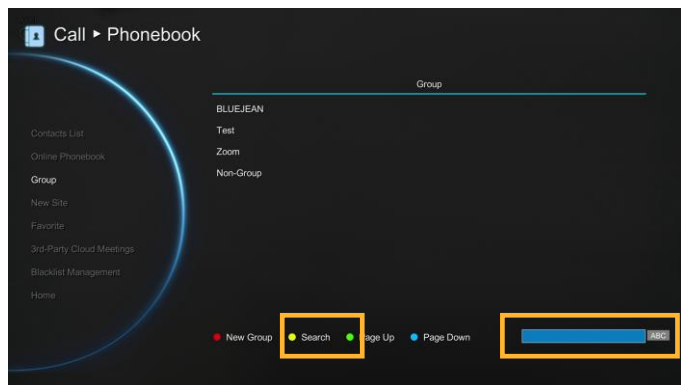 Call ▸ Phonebook
Group
BLUEJEAN
Test
Zoom
Non-Group
Contacts List
Online Phonebook
Group
New Site
Favorite
3rd-Party Cloud Meetings
Blacklist Management
Home
New Group Search Page Up Page Down ABC